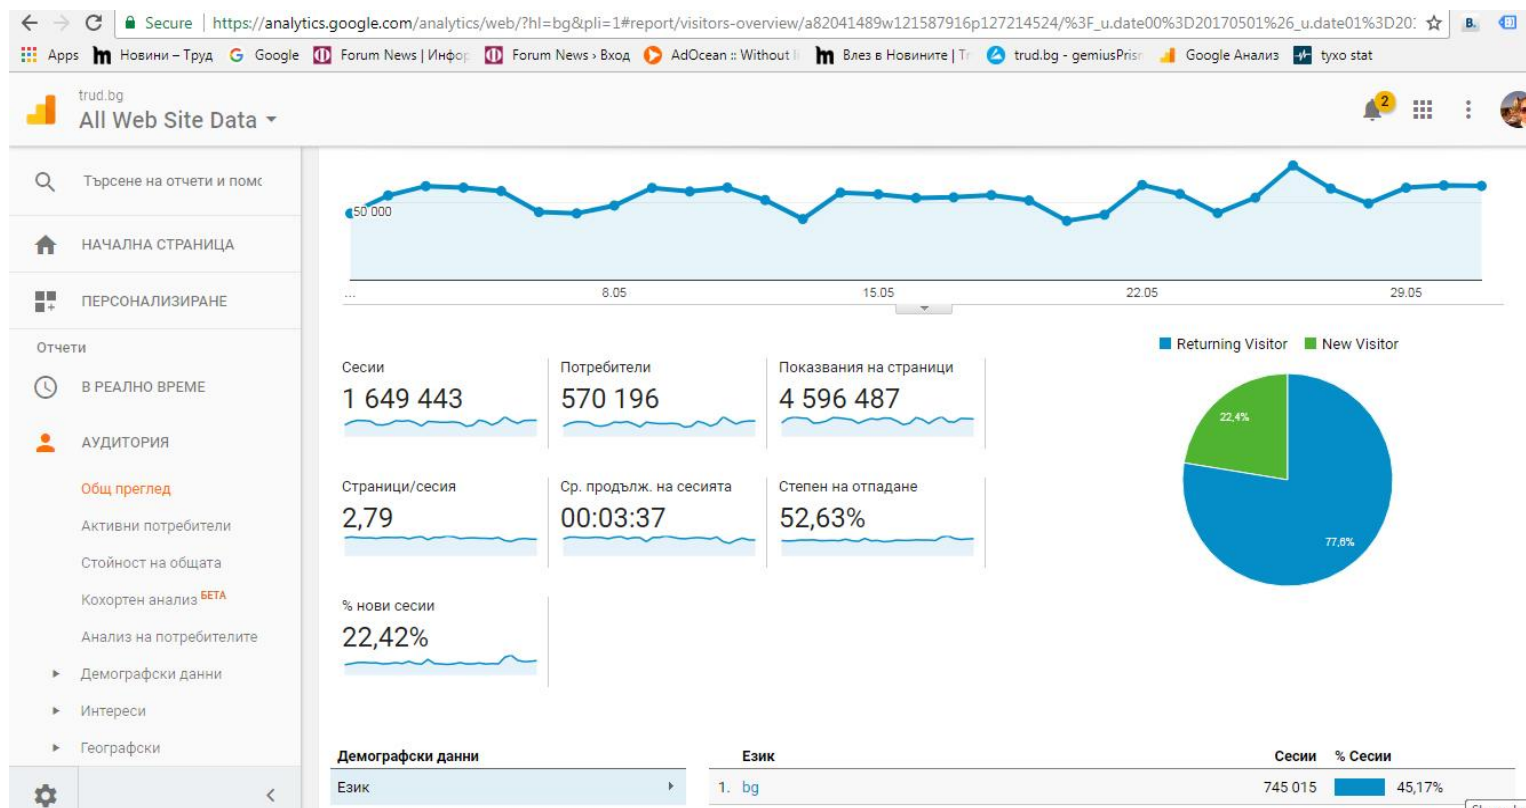 Secure https://analytics.google.com/analytics/web/?hl=bg&pli=1#report/visitors-overview/a82041489w121587916p127214524/%3F_u.date00%3D20170501%26_u.date01%3D20
Apps Новини – Труд Google Forum News | Инфор Forum News › Вход AdOcean :: Without li Влез в Новините | Т trud.bg - gemiusPrisr Google Анализ tyxo stat
trud.bg
All Web Site Data
2
B.
Търсене на отчети и помо
НАЧАЛНА СТРАНИЦА
ПЕРСОНАЛИЗИРАНЕ
Отчети
В РЕАЛНО ВРЕМЕ
АУДИТОРИЯ
Общ преглед
Активни потребители
Стойност на общата
Кохортен анализ БЕТА
Анализ на потребителите
Демографски данни
Интереси
Географски
50 000
... 8.05 15.05 22.05 29.05
Returning Visitor New Visitor
Сесии Потребители Показвания на страници
1 649 443 570 196 4 596 487
22,4%
77,6%
Страници/сесия Ср. продълж. на сесията Степен на отпадане
2,79 00:03:37 52,63%
% нови сесии
22,42%
Демографски данни Език Сесии % Сесии
Език 1. bg 745 015 45,17%